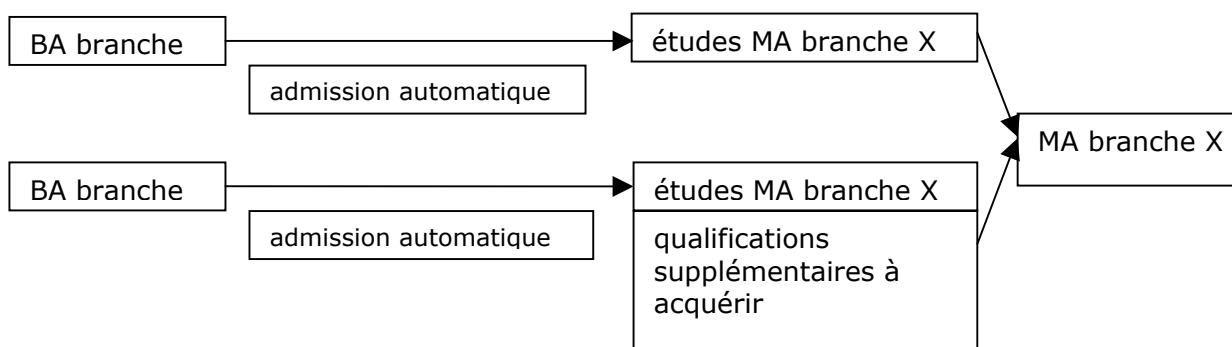 BA branche
études MA branche X
admission automatique
MA branche X
BA branche
études MA branche X
admission automatique
qualifications
supplémentaires à
acquérir